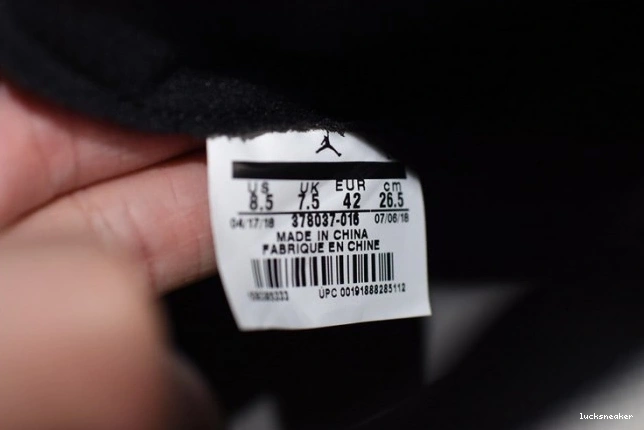 US UK EUR cm
8.5 7.5 42 26.5
04/17/18 378037-016 07/06/18
MADE IN CHINA
FABRIQUE EN CHINE
UPC 00191888285112
lucksneaker